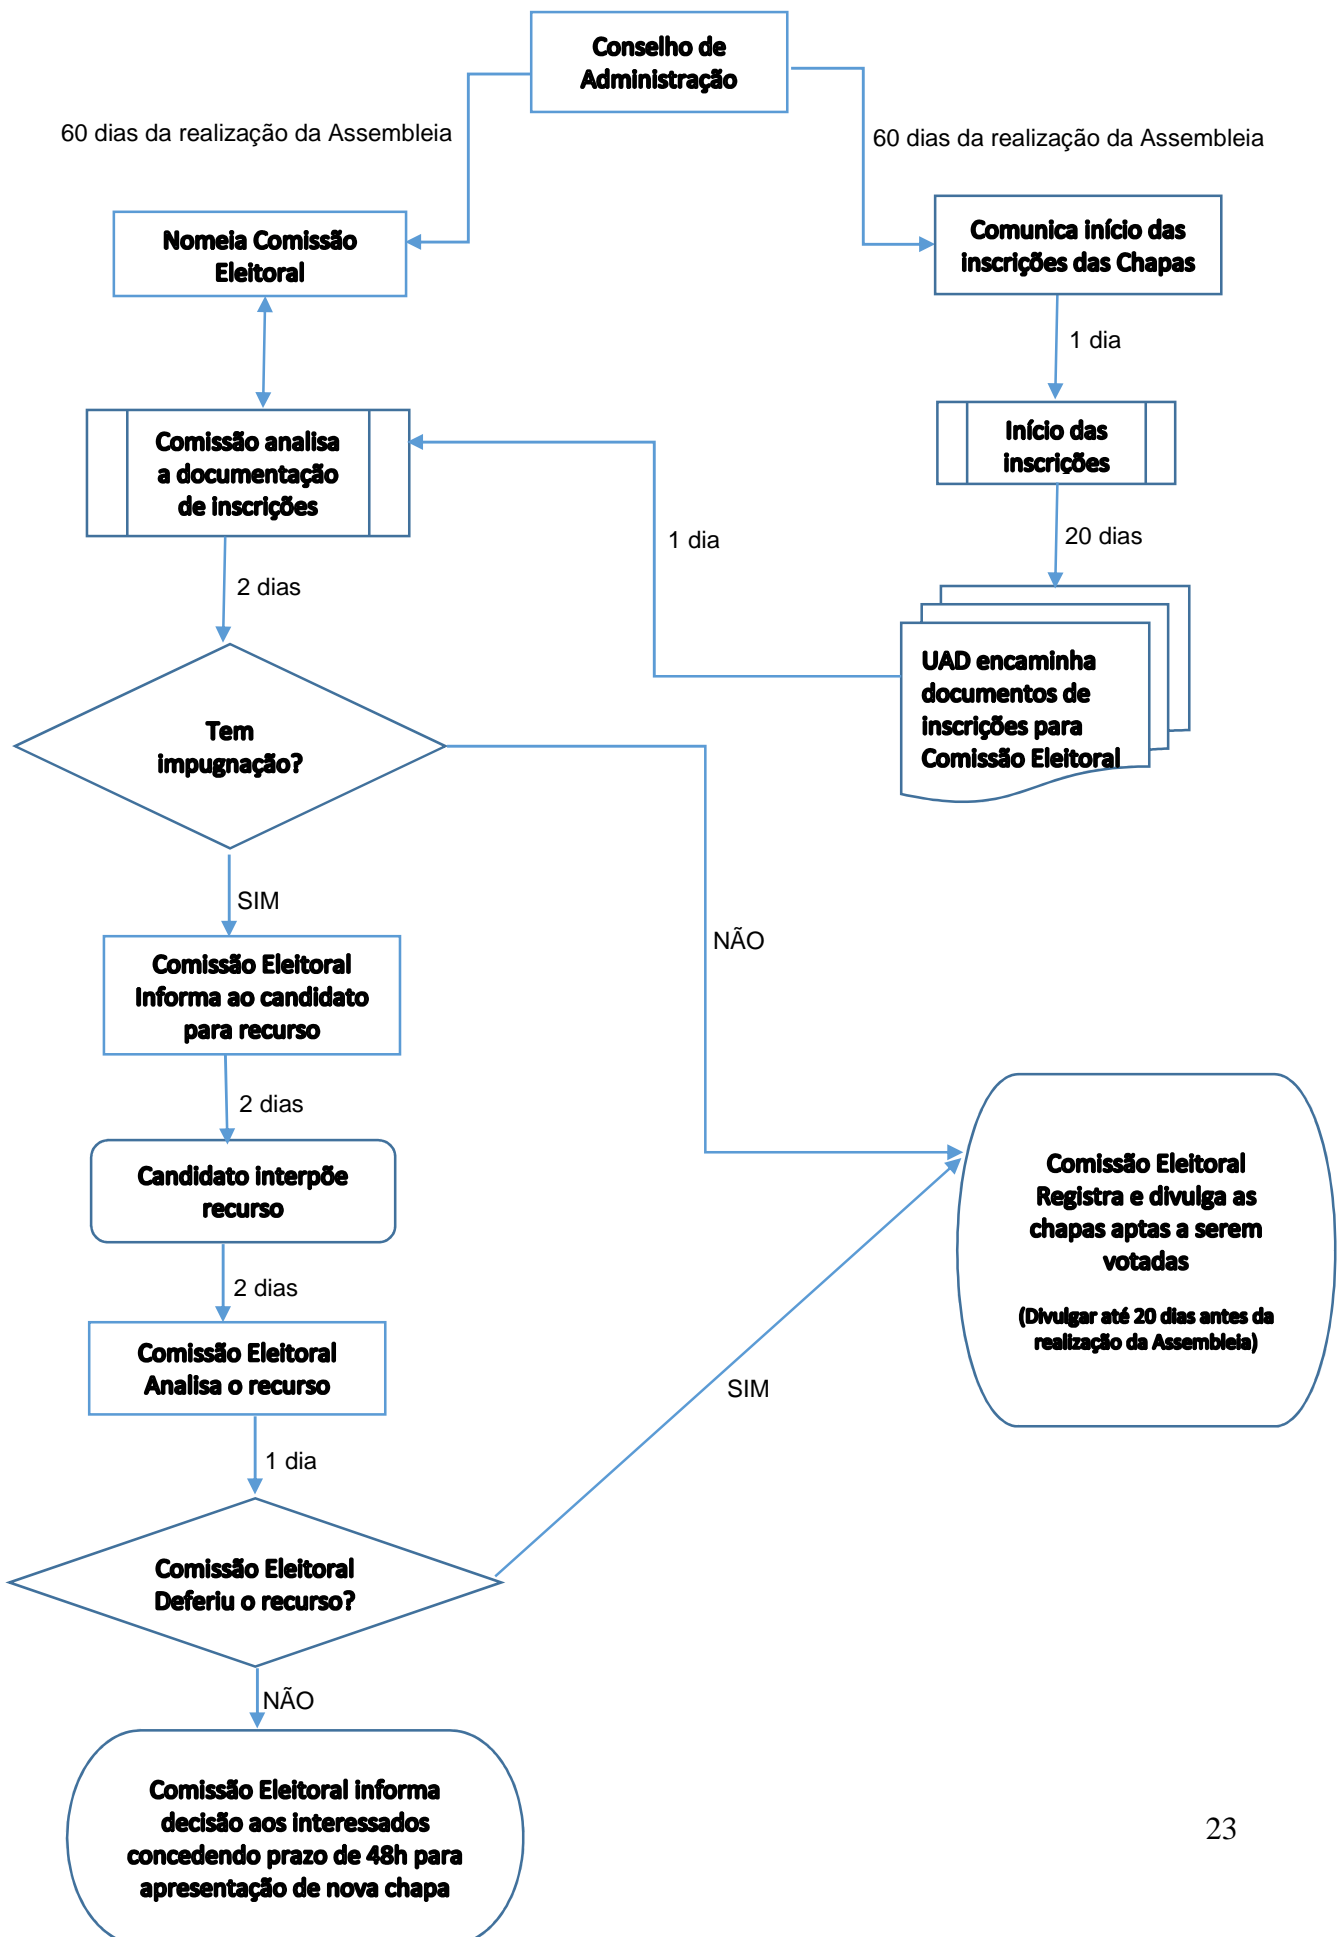 Conselho de
Administração
60 dias da realização da Assembleia
60 dias da realização da Assembleia
Nomeia Comissão
Eleitoral
Comunica início das
inscrições das Chapas
1 dia
Comissão analisa
a documentação
de inscrições
Início das
inscrições
1 dia
20 dias
2 dias
UAD encaminha
documentos de
inscrições para
Comissão Eleitoral
Tem
impugnação?
SIM
NÃO
Comissão Eleitoral
Informa ao candidato
para recurso
2 dias
Candidato interpõe
recurso
Comissão Eleitoral
Registra e divulga as
chapas aptas a serem
votadas
(Divulgar até 20 dias antes da
realização da Assembleia)
2 dias
Comissão Eleitoral
Analisa o recurso
SIM
1 dia
Comissão Eleitoral
Deferiu o recurso?
NÃO
Comissão Eleitoral informa
decisão aos interessados
concedendo prazo de 48h para
apresentação de nova chapa
23